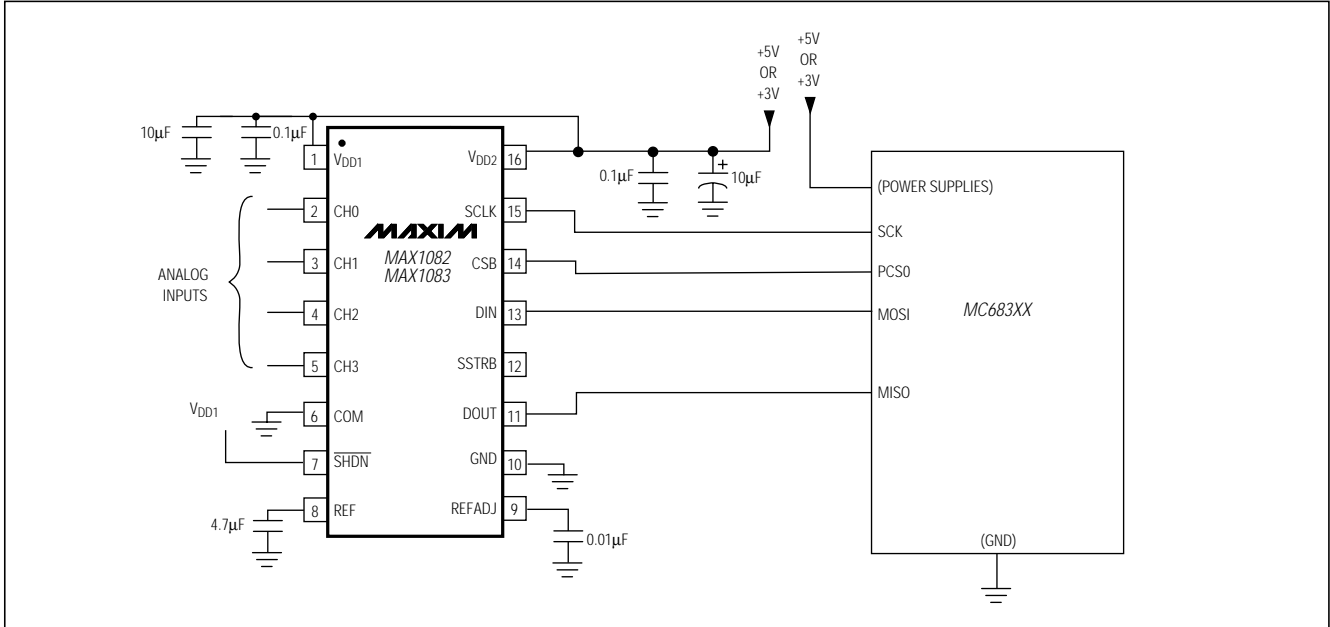 +5V
OR
+3V
+5V
OR
+3V
10µF
0.1µF
1
VDD1
VDD2
16
0.1µF
+
10µF
(POWER SUPPLIES)
2
CH0
SCLK
15
SCK
MAXIM
MAX1082
MAX1083
3
CH1
CSB
14
PCS0
ANALOG
INPUTS
4
CH2
DIN
13
MOSI
MC683XX
5
CH3
SSTRB
12
VDD1
6
COM
DOUT
11
MISO
7
SHDN
GND
10
8
REF
REFADJ
9
4.7µF
0.01µF
(GND)